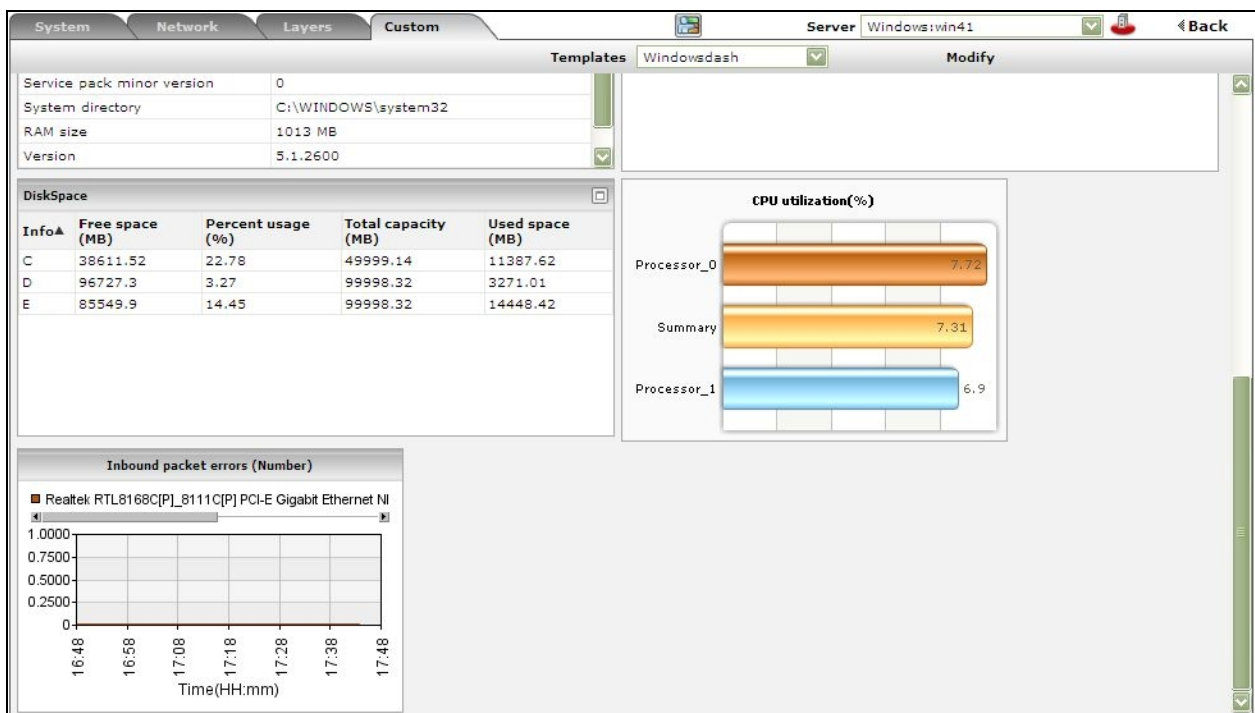 System Network Layers Custom Server Windows:win41 Back
Templates Windowsdash Modify
Service pack minor version 0
System directory C:\WINDOWS\system32
RAM size 1013 MB
Version 5.1.2600
DiskSpace
Info Free space (MB) Percent usage (%) Total capacity (MB) Used space (MB)
C 38611.52 22.78 49999.14 11387.62
D 96727.3 3.27 99998.32 3271.01
E 85549.9 14.45 99998.32 14448.42
CPU utilization(%)
Processor_0 7.72
Summary 7.31
Processor_1 6.9
Inbound packet errors (Number)
Realtek RTL8168C[P]_8111C[P] PCI-E Gigabit Ethernet NI
1.0000
0.7500
0.5000
0.2500
0
16:48 16:58 17:08 17:18 17:28 17:38 17:48
Time(HH:mm)